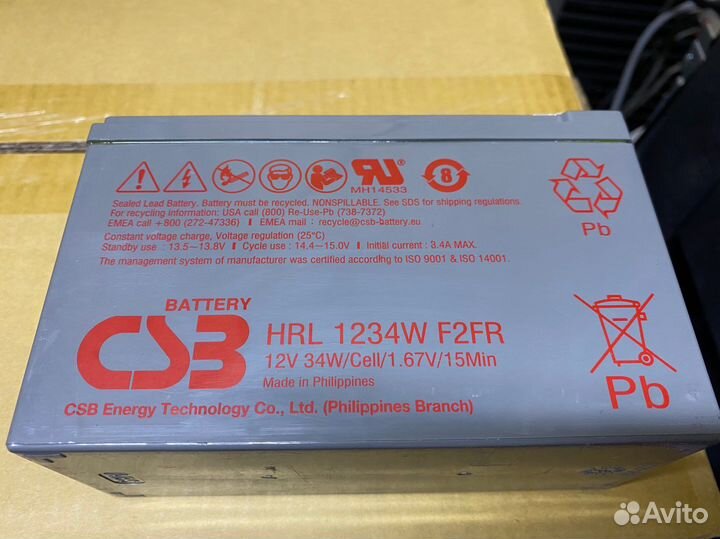 MH14533
8
Sealed Lead Battery. Battery must be recycled. NONSPILLABLE. See SDS for shipping regulations.
For recycling information: USA call (800) Re-Use-Pb (738-7372)
EMEA call +800 (272-47336) I EMEA mail : recycle@csb-battery.eu
Constant voltage charge, Voltage regulation (25°C)
Standby use : 13.5~13.8V I Cycle use : 14.4~15.0V I Initial current : 3.4A MAX.
The management system of manufacturer was certified according to ISO 9001 & ISO 14001.
Pb
BATTERY
CSB
HRL 1234W F2FR
12V 34W/Cell/1.67V/15Min
Made in Philippines
CSB Energy Technology Co., Ltd. (Philippines Branch)
Pb
Avito